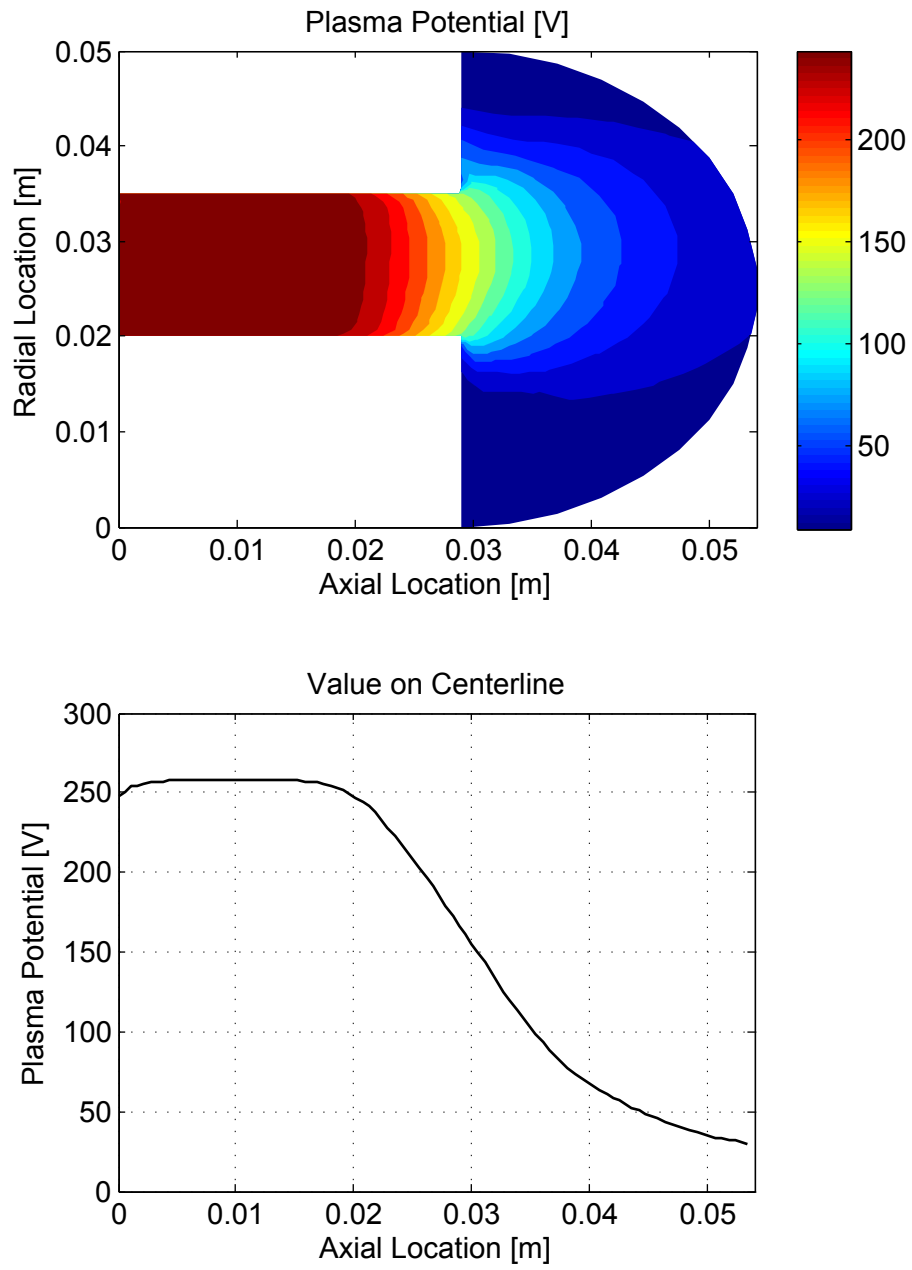 Plasma Potential [V]
0.05
0.04
0.03
0.02
0.01
0
Radial Location [m]
0 0.01 0.02 0.03 0.04 0.05
Axial Location [m]
200
150
100
50
Value on Centerline
300
250
200
150
100
50
0
Plasma Potential [V]
0 0.01 0.02 0.03 0.04 0.05
Axial Location [m]